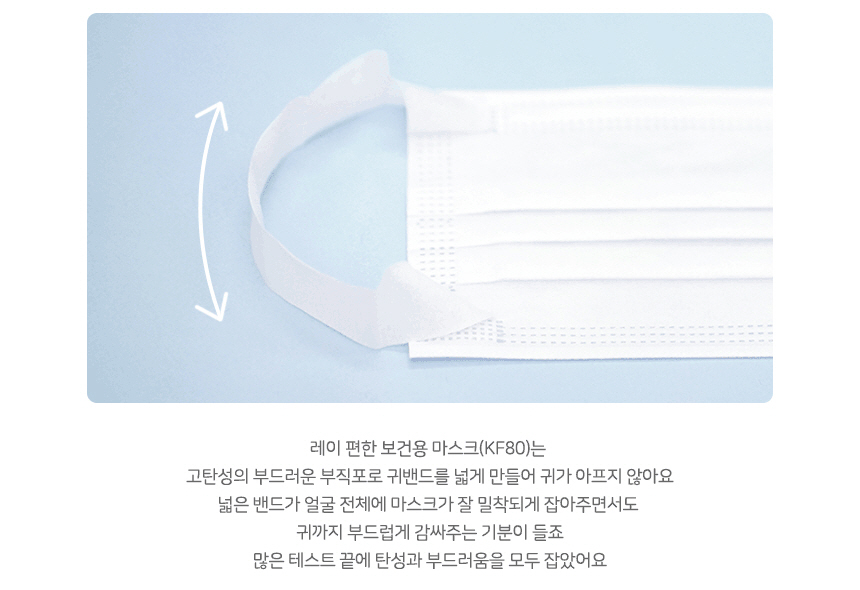 레이 편한 보건용 마스크(KF80)는
고탄성의 부드러운 부직포로 귀밴드를 넓게 만들어 귀가 아프지 않아요
넓은 밴드가 얼굴 전체에 마스크가 잘 밀착되게 잡아주면서도
귀까지 부드럽게 감싸주는 기분이 들죠
많은 테스트 끝에 탄성과 부드러움을 모두 잡았어요